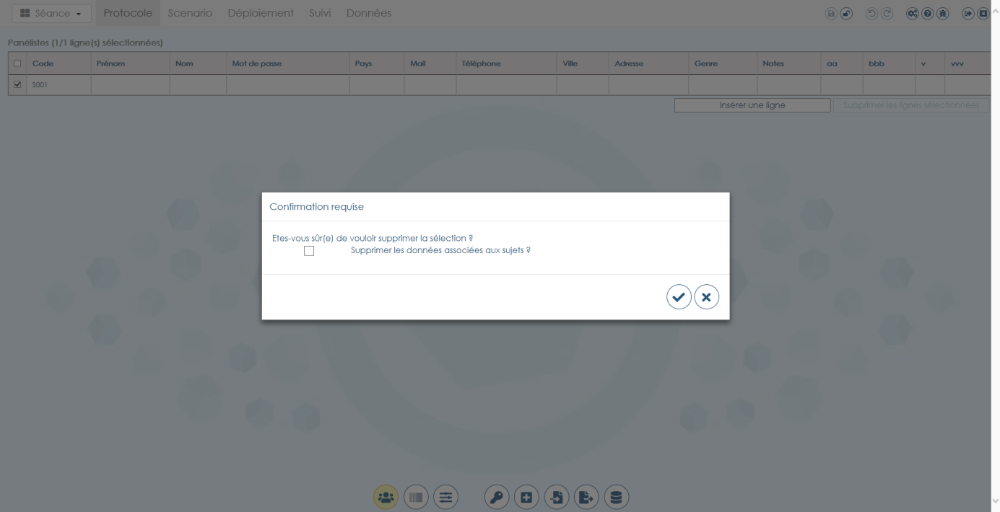 Séance Protocole Scenario Déploiement Suivi Données
Panélistes (1/1 ligne(s) sélectionnées)
Code Prénom Nom Mot de passe Pays Mail Téléphone Ville Adresse Genre Notes aa bbb v vvv
S001
Insérer une ligne Supprimer les lignes sélectionnées
Confirmation requise
Etes-vous sûr(e) de vouloir supprimer la sélection ?
Supprimer les données associées aux sujets ?